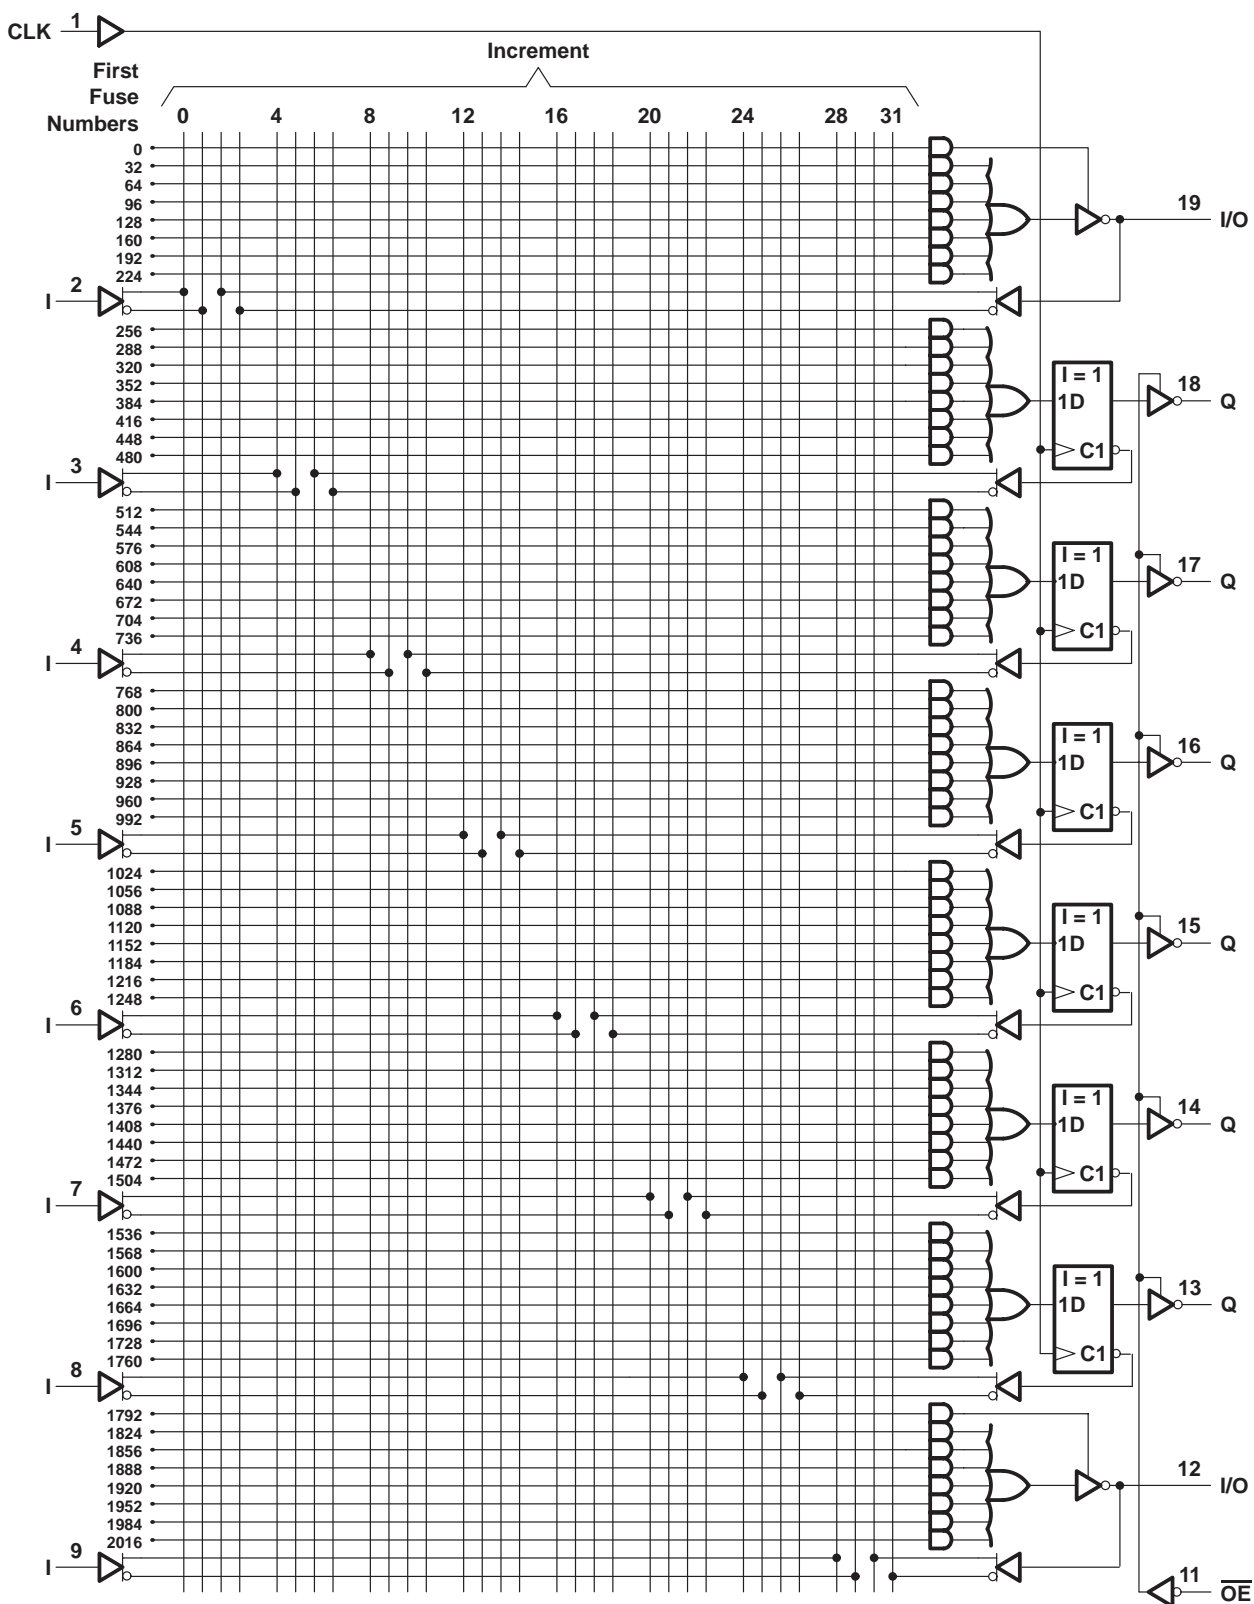 CLK 1
Increment
First
Fuse
Numbers
0 4 8 12 16 20 24 28 31
0
32
64
96
128
160
192
224
19 I/O
I 2
256
288
320
352
384
416
448
480
I = 1
1D
C1
18 Q
I 3
512
544
576
608
640
672
704
736
I = 1
1D
C1
17 Q
I 4
768
800
832
864
896
928
960
992
I = 1
1D
C1
16 Q
I 5
1024
1056
1088
1120
1152
1184
1216
1248
I = 1
1D
C1
15 Q
I 6
1280
1312
1344
1376
1408
1440
1472
1504
I = 1
1D
C1
14 Q
I 7
1536
1568
1600
1632
1664
1696
1728
1760
I = 1
1D
C1
13 Q
I 8
1792
1824
1856
1888
1920
1952
1984
2016
12 I/O
I 9
11 O̅E̅